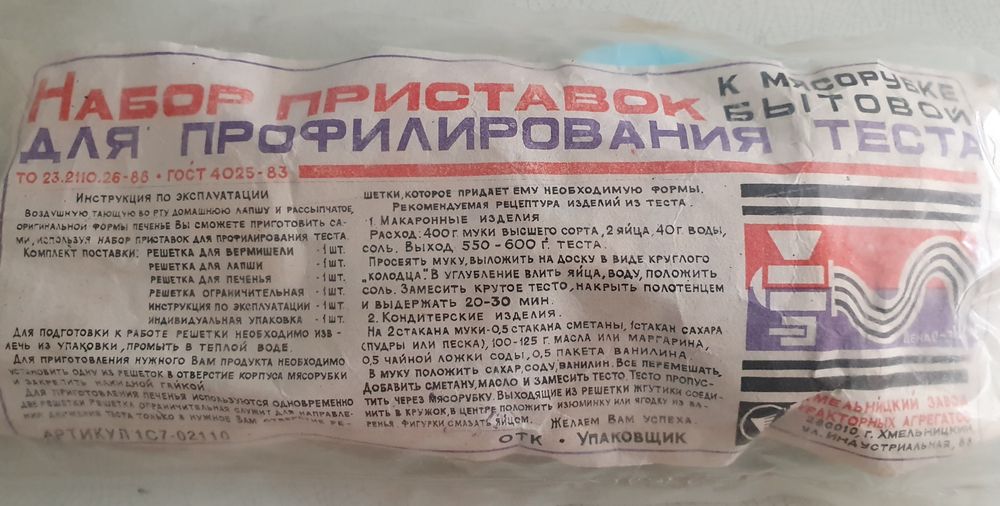 НАБОР ПРИСТАВОК К МЯСОРУБКЕ БЫТОВОЙ
ДЛЯ ПРОФИЛИРОВАНИЯ ТЕСТА
ТО 23.2110.26-88 • ГОСТ 4025-83
ИНСТРУКЦИЯ ПО ЭКСПЛУАТАЦИИ
ВОЗДУШНУЮ ТАЮЩУЮ ВО РТУ ДОМАШНЮЮ ЛАПШУ И РАССЫПЧАТОЕ,
ОРИГИНАЛЬНОЙ ФОРМЫ ПЕЧЕНЬЕ ВЫ СМОЖЕТЕ ПРИГОТОВИТЬ СА-
МИ, ИСПОЛЬЗУЯ НАБОР ПРИСТАВОК ДЛЯ ПРОФИЛИРОВАНИЯ ТЕСТА.
КОМПЛЕКТ ПОСТАВКИ: РЕШЕТКА ДЛЯ ВЕРМИШЕЛИ - 1 ШТ.
РЕШЕТКА ДЛЯ ЛАПШИ - 1 ШТ.
РЕШЕТКА ДЛЯ ПЕЧЕНЬЯ - 1 ШТ.
РЕШЕТКА ОГРАНИЧИТЕЛЬНАЯ - 1 ШТ.
ИНСТРУКЦИЯ ПО ЭКСПЛУАТАЦИИ - 1 ШТ.
ИНДИВИДУАЛЬНАЯ УПАКОВКА - 1 ШТ.
ДЛЯ ПОДГОТОВКИ К РАБОТЕ РЕШЕТКИ НЕОБХОДИМО ИЗВ-
ЛЕЧЬ ИЗ УПАКОВКИ, ПРОМЫТЬ В ТЕПЛОЙ ВОДЕ.
ДЛЯ ПРИГОТОВЛЕНИЯ НУЖНОГО ВАМ ПРОДУКТА НЕОБХОДИМО
УСТАНОВИТЬ ОДНУ ИЗ РЕШЕТОК В ОТВЕРСТИЕ КОРПУСА МЯСОРУБКИ
И ЗАКРЕПИТЬ НАКИДНОЙ ГАЙКОЙ.
ДЛЯ ПРИГОТОВЛЕНИЯ ПЕЧЕНЬЯ ИСПОЛЬЗУЮТСЯ ОДНОВРЕМЕННО
ДВЕ РЕШЕТКИ. РЕШЕТКА ОГРАНИЧИТЕЛЬНАЯ СЛУЖИТ ДЛЯ НАПРАВЛЕ-
НИЯ ДВИЖЕНИЯ ТЕСТА ТОЛЬКО В НУЖНОЕ ВАМ ОТВЕРСТИЕ РЕ-
АРТИКУЛ 1С7-02110
ШЕТКИ, КОТОРОЕ ПРИДАЕТ ЕМУ НЕОБХОДИМУЮ ФОРМЫ.
РЕКОМЕНДУЕМАЯ РЕЦЕПТУРА ИЗДЕЛИЙ ИЗ ТЕСТА.
1. МАКАРОННЫЕ ИЗДЕЛИЯ
РАСХОД: 400 Г. МУКИ ВЫСШЕГО СОРТА, 2 ЯЙЦА, 40 Г. ВОДЫ,
СОЛЬ. ВЫХОД 550-600 Г. ТЕСТА.
ПРОСЕЯТЬ МУКУ, ВЫЛОЖИТЬ НА ДОСКУ В ВИДЕ КРУГЛОГО
„КОЛОДЦА". В УГЛУБЛЕНИЕ ВЛИТЬ ЯЙЦА, ВОДУ, ПОЛОЖИТЬ
СОЛЬ. ЗАМЕСИТЬ КРУТОЕ ТЕСТО, НАКРЫТЬ ПОЛОТЕНЦЕМ
И ВЫДЕРЖАТЬ 20-30 МИН.
2. КОНДИТЕРСКИЕ ИЗДЕЛИЯ.
НА 2 СТАКАНА МУКИ-0,5 СТАКАНА СМЕТАНЫ, 1 СТАКАН САХАРА
(ПУДРЫ ИЛИ ПЕСКА), 100-125 Г. МАСЛА ИЛИ МАРГАРИНА,
0,5 ЧАЙНОЙ ЛОЖКИ СОДЫ, 0,5 ПАКЕТА ВАНИЛИНА.
В МУКУ ПОЛОЖИТЬ САХАР, СОДУ, ВАНИЛИН. ВСЕ ПЕРЕМЕШАТЬ,
ДОБАВИТЬ СМЕТАНУ, МАСЛО И ЗАМЕСИТЬ ТЕСТО. ТЕСТО ПРОПУС-
ТИТЬ ЧЕРЕЗ МЯСОРУБКУ. ВЫХОДЯЩИЕ ИЗ РЕШЕТКИ ЖГУТИКИ СОЕДИ-
НИТЬ В КРУЖОК, В ЦЕНТРЕ ПОЛОЖИТЬ ИЗЮМИНКУ ИЛИ ЯГОДКУ ИЗ ВА-
РЕНЬЯ. ФИГУРКИ СМАЗАТЬ ЯЙЦОМ. ЖЕЛАЕМ ВАМ УСПЕХА.
ОТК • УПАКОВЩИК
ЦЕНА
ХМЕЛЬНИЦКИЙ ЗАВОД
ТРАКТОРНЫХ АГРЕГАТОВ
Г. ХМЕЛЬНИЦКИЙ
УЛ. ИНДУСТРИАЛЬНАЯ,